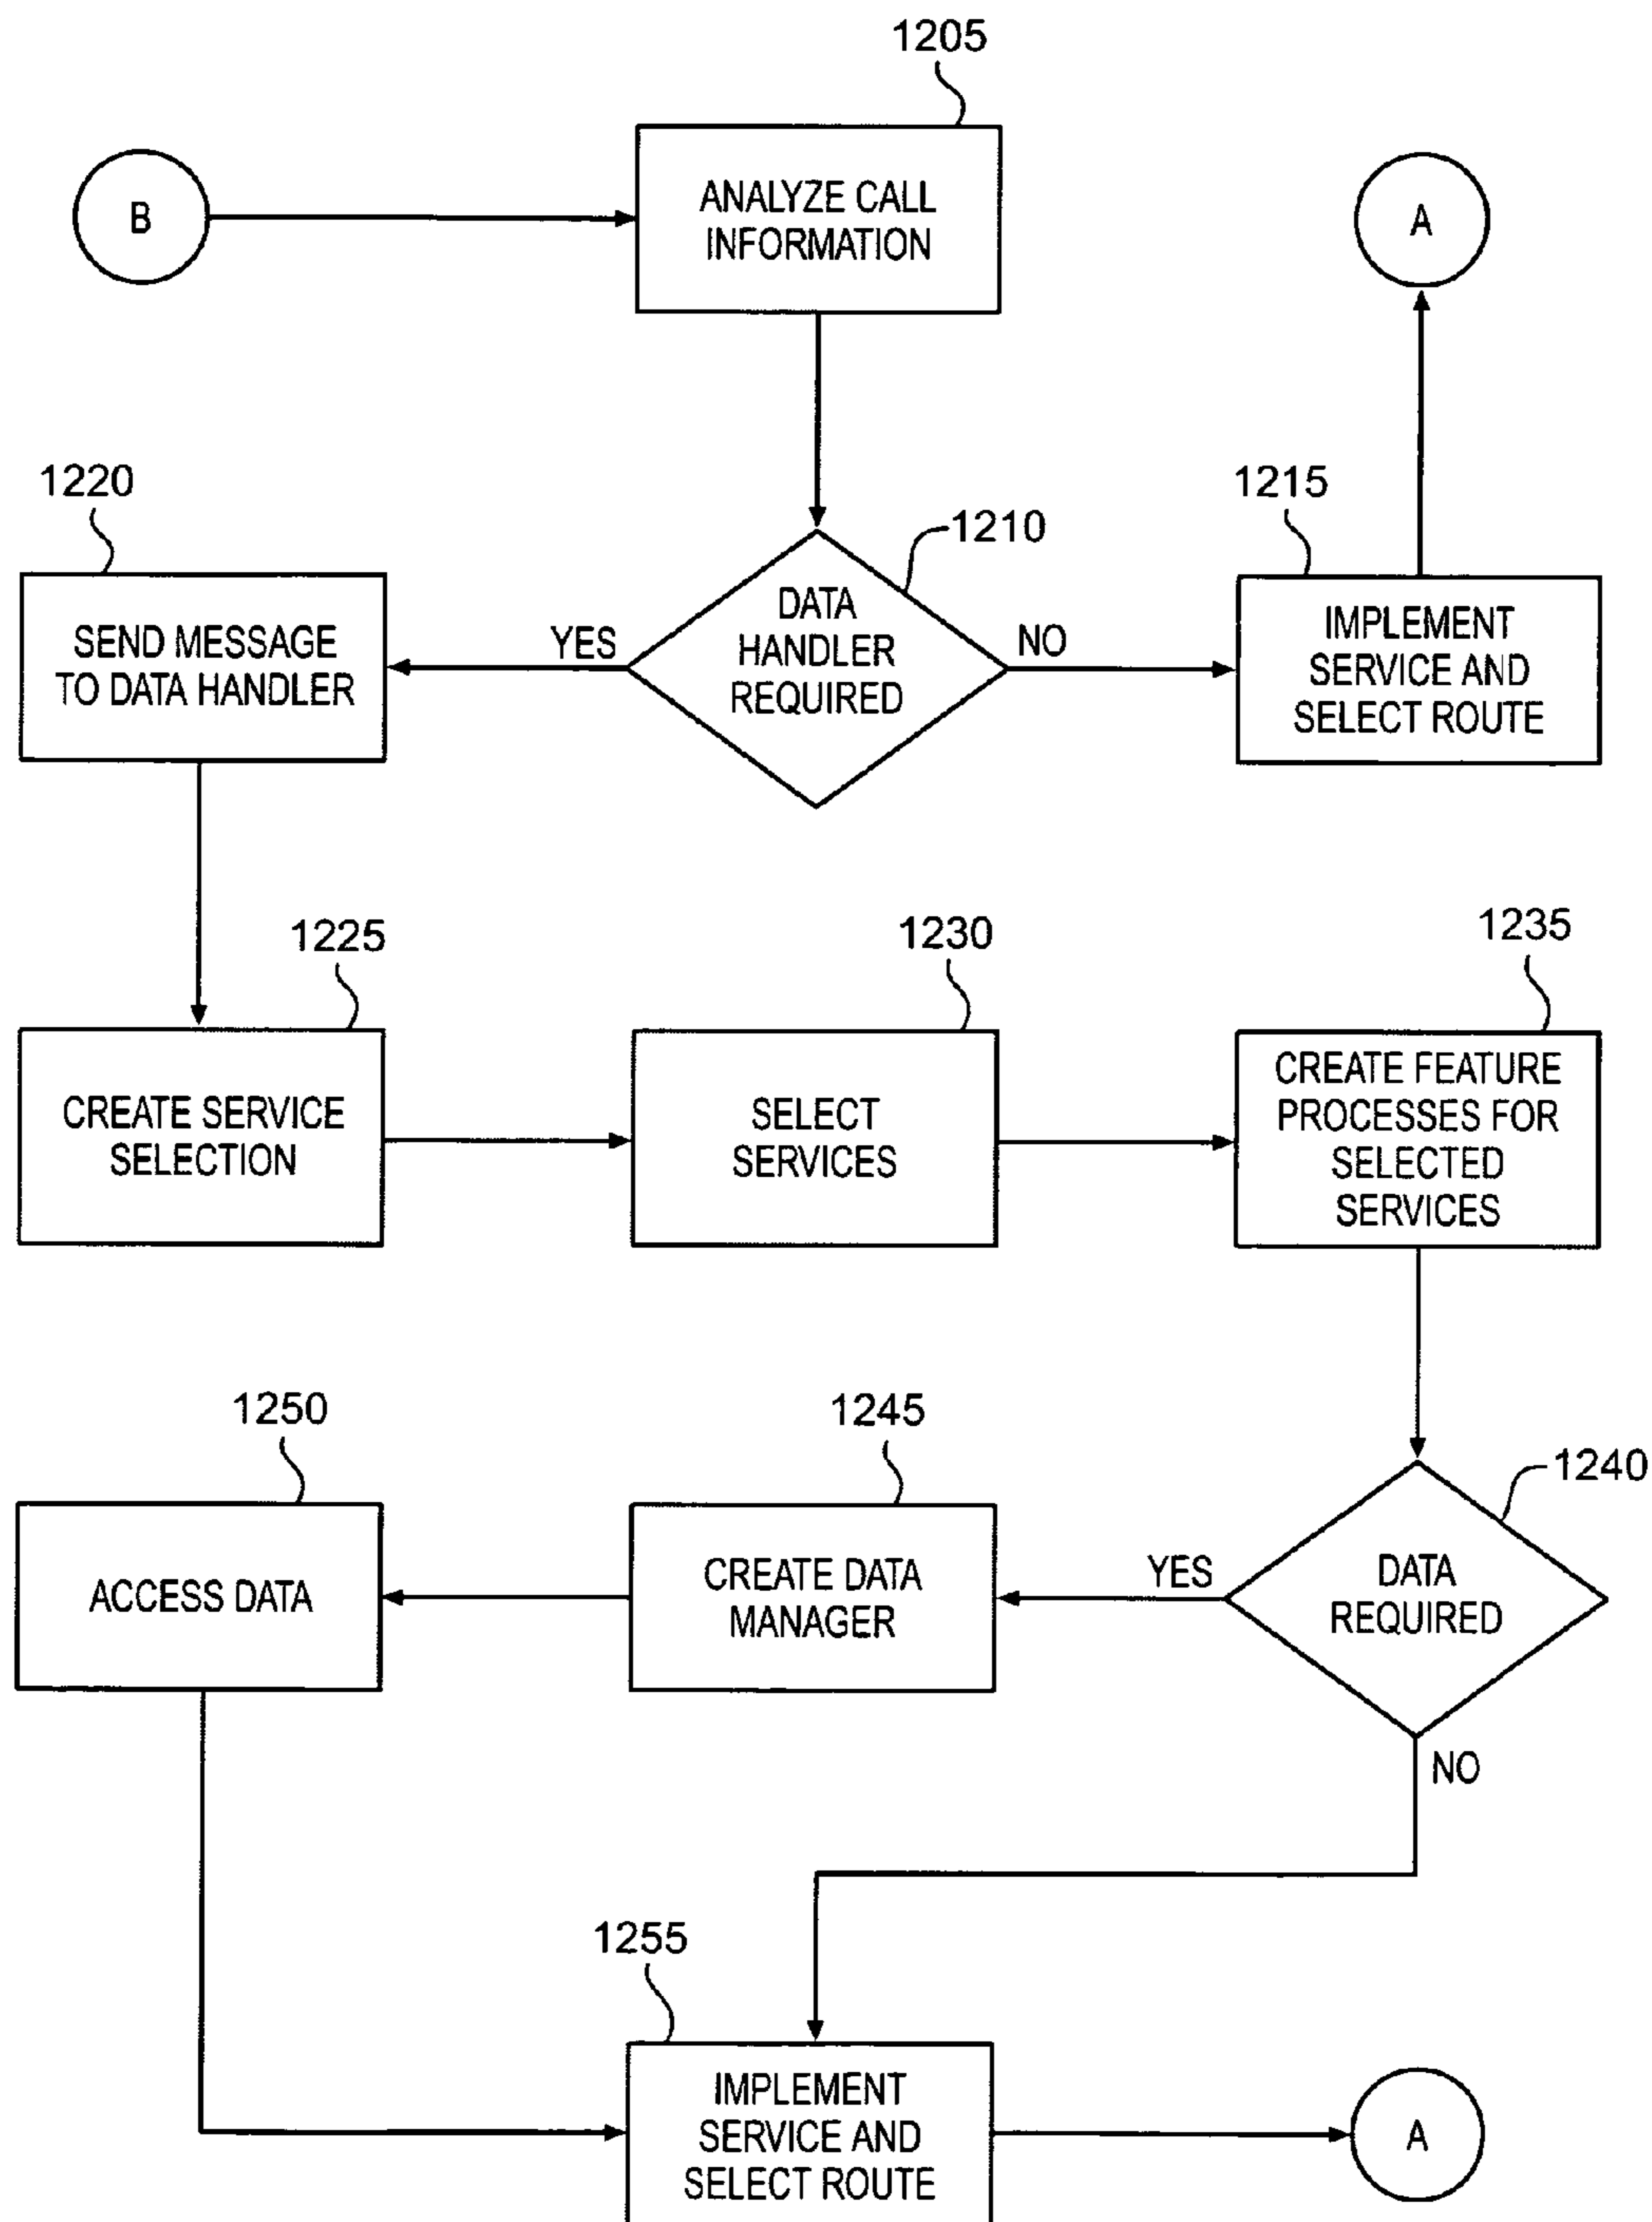 1205
B
ANALYZE CALL
INFORMATION
A
1220
1210
1215
SEND MESSAGE
TO DATA HANDLER
YES
DATA
HANDLER
REQUIRED
NO
IMPLEMENT
SERVICE AND
SELECT ROUTE
1225
1230
1235
CREATE SERVICE
SELECTION
SELECT
SERVICES
CREATE FEATURE
PROCESSES FOR
SELECTED
SERVICES
1250
1245
1240
ACCESS DATA
CREATE DATA
MANAGER
YES
DATA
REQUIRED
NO
1255
IMPLEMENT
SERVICE AND
SELECT ROUTE
A